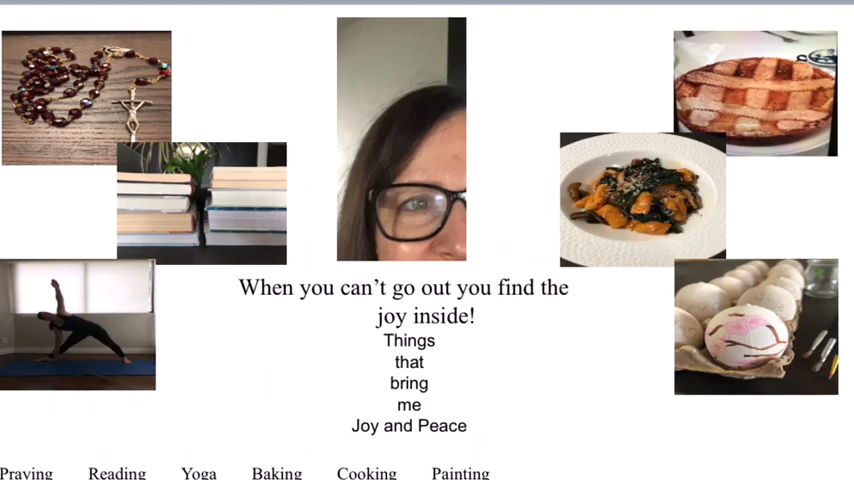 When you can’t go out you find the
joy inside!
Things
that
bring
me
Joy and Peace
Praying Reading Yoga Baking Cooking Painting